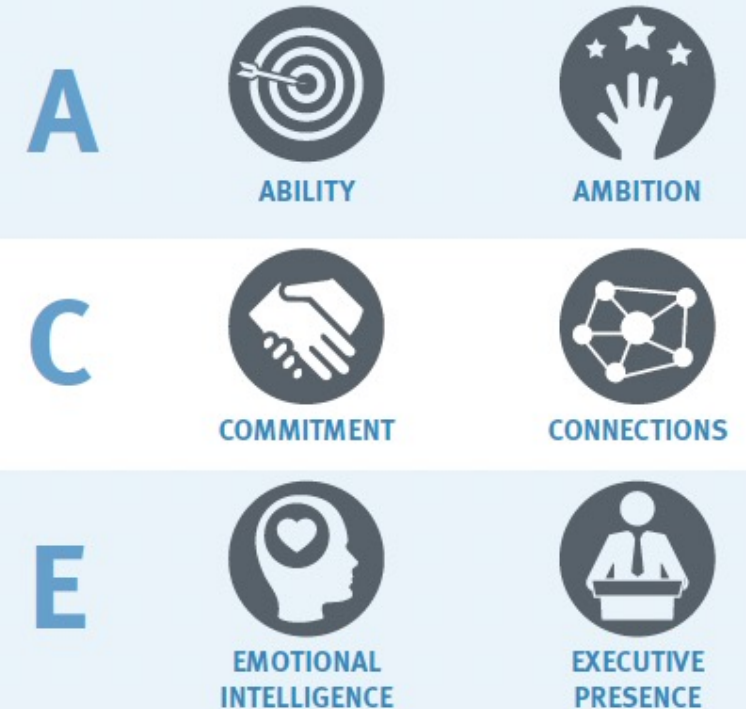 A
ABILITY
AMBITION
C
COMMITMENT
CONNECTIONS
E
EMOTIONAL
INTELLIGENCE
EXECUTIVE
PRESENCE